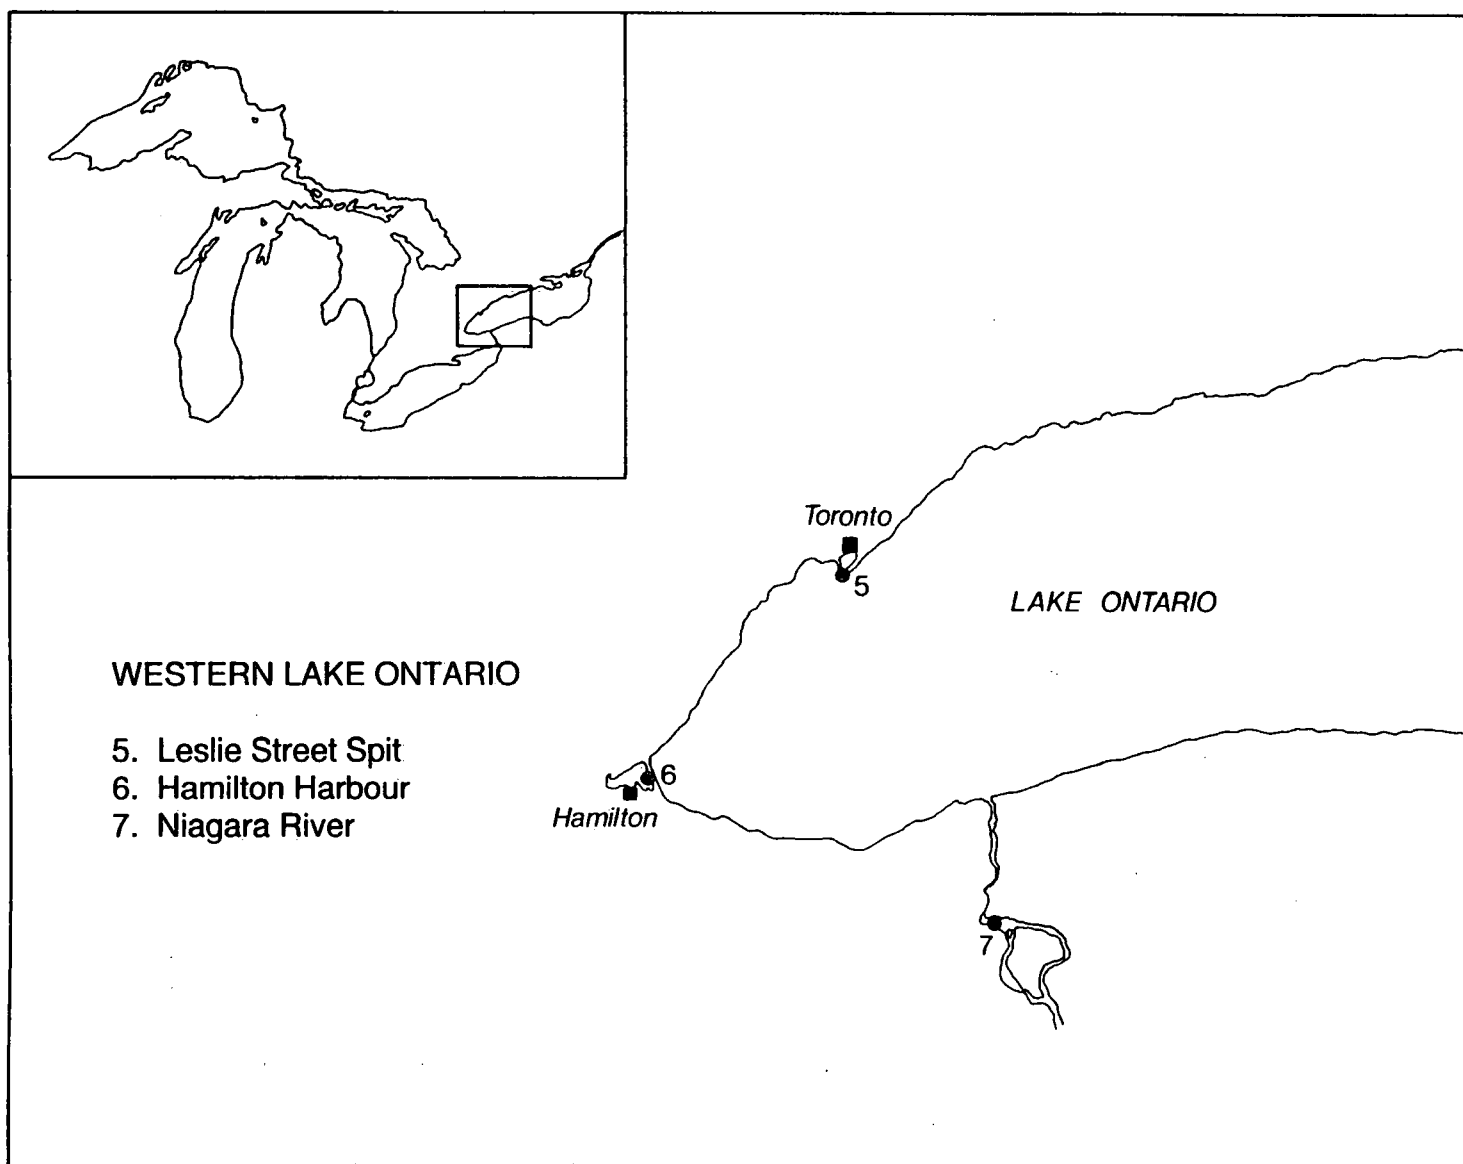 Toronto
5
LAKE ONTARIO
WESTERN LAKE ONTARIO
5. Leslie Street Spit
6. Hamilton Harbour
7. Niagara River
6
Hamilton
7